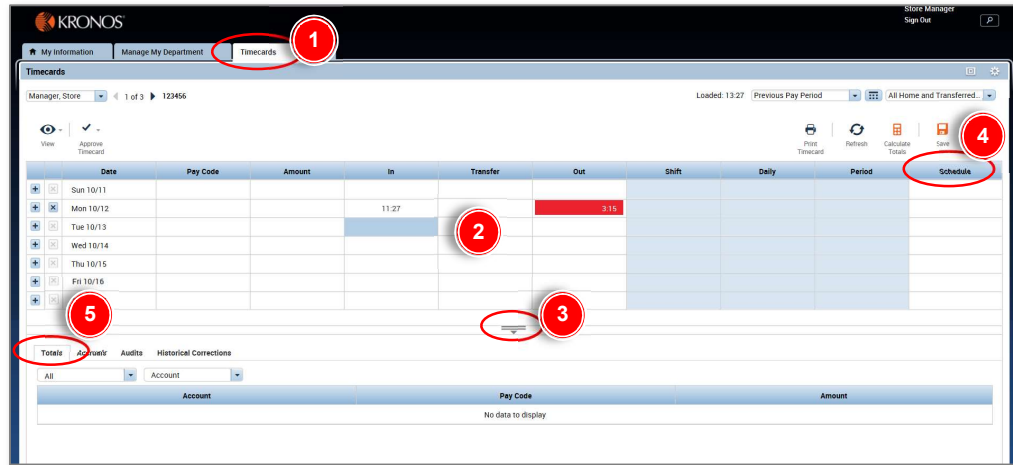 KRONOS
Store Manager
Sign Out
1
My Information Manage My Department Timecards
Timecards
Manager, Store 1 of 3 123456 Loaded: 13:27 Previous Pay Period All Home and Transferred...
View Approve Timecard Print Timecard Refresh Calculate Totals Save
4
Date Pay Code Amount In Transfer Out Shift Daily Period Schedule
Sun 10/11
Mon 10/12 11:27 3:15
Tue 10/13
2
Wed 10/14
Thu 10/15
Fri 10/16
5
3
Totals Accruals Audits Historical Corrections
All Account
Account Pay Code Amount
No data to display